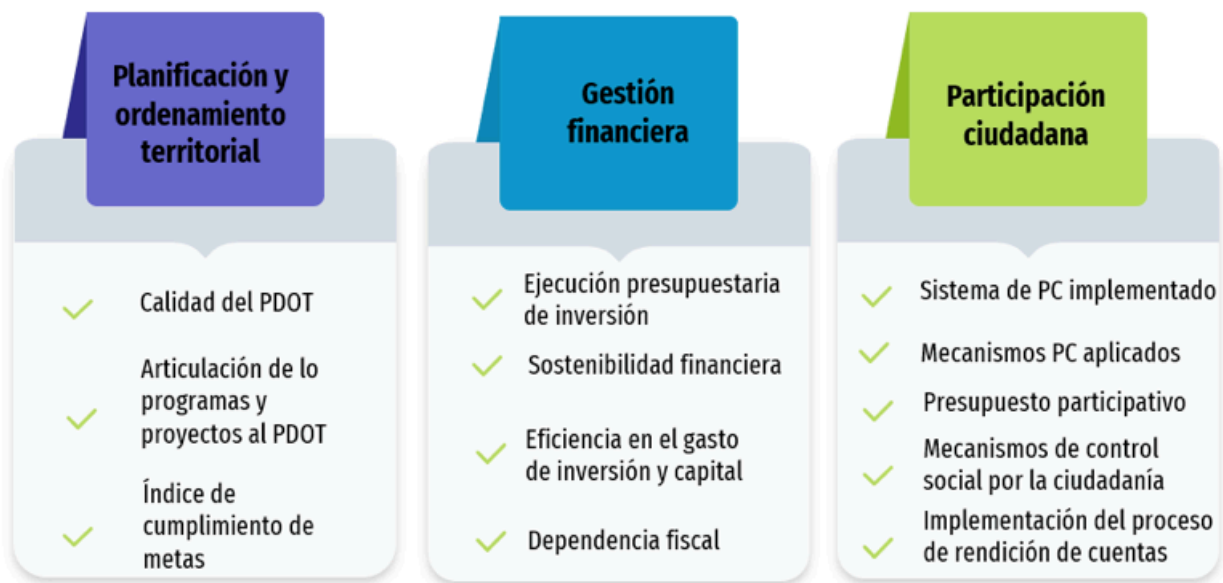 Planificación y
ordenamiento
territorial
Calidad del PDOT
Articulación de lo
programas y
proyectos al PDOT
Índice de
cumplimiento de
metas
Gestión
financiera
Ejecución presupuestaria
de inversión
Sostenibilidad financiera
Eficiencia en el gasto
de inversión y capital
Dependencia fiscal
Participación
ciudadana
Sistema de PC implementado
Mecanismos PC aplicados
Presupuesto participativo
Mecanismos de control
social por la ciudadanía
Implementación del proceso
de rendición de cuentas